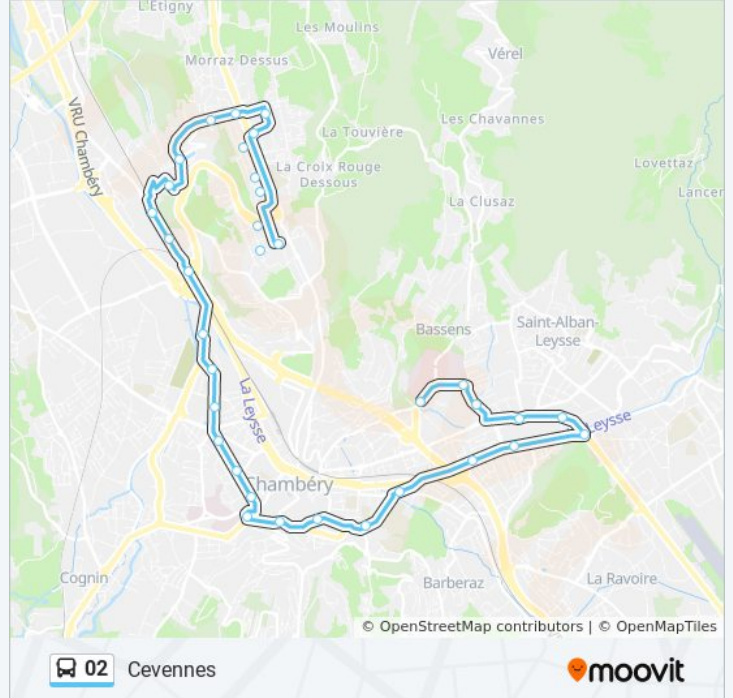 L'Étigny
Les Moulins
Morraz Dessus
Vérel
VRU Chambéry
Les Chavannes
La Touvière
La Croix Rouge
Dessous
Lovettaz
Lancer
La Clusaz
Bassens
Saint-Alban-
Leysse
La Leysse
Leysse
Chambéry
Cognin
Barberaz
La Ravoire
© OpenStreetMap contributors | © OpenMapTiles
02 Cevennes
moovit